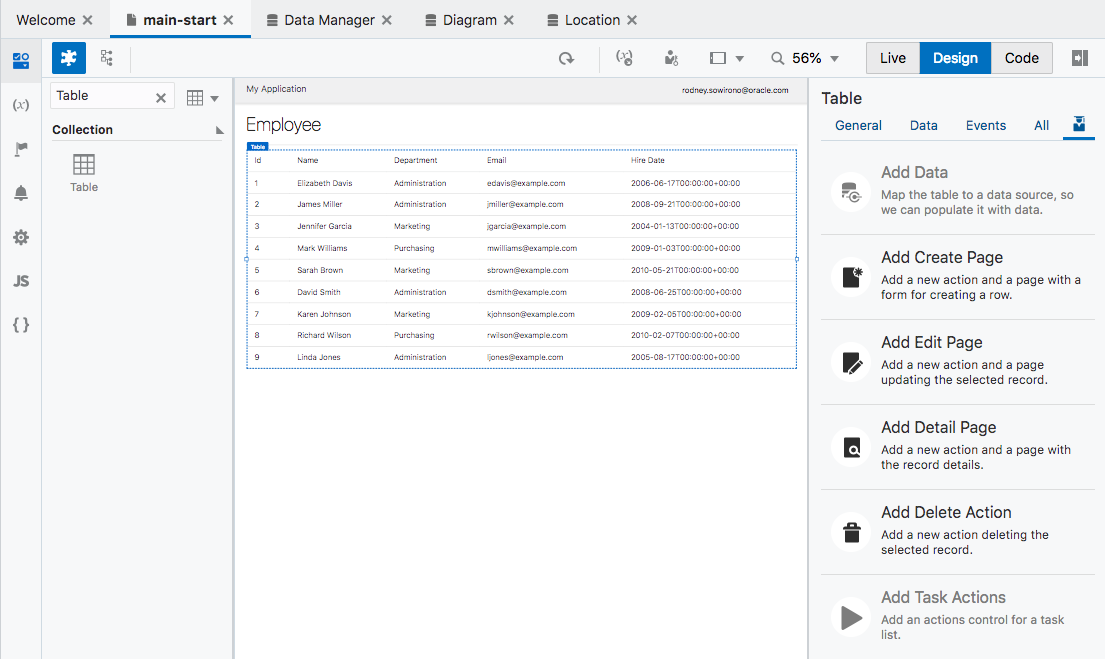 Welcome
main-start
Data Manager
Diagram
Location
56%
Live
Design
Code
(x)
JS
{ }
Table
Collection
Table
My Application
rodney.sowirono@oracle.com
Employee
Table
Id Name Department Email Hire Date
1 Elizabeth Davis Administration edavis@example.com 2006-06-17T00:00:00+00:00
2 James Miller Administration jmiller@example.com 2008-09-21T00:00:00+00:00
3 Jennifer Garcia Marketing jgarcia@example.com 2004-01-13T00:00:00+00:00
4 Mark Williams Purchasing mwilliams@example.com 2009-01-03T00:00:00+00:00
5 Sarah Brown Marketing sbrown@example.com 2010-05-21T00:00:00+00:00
6 David Smith Administration dsmith@example.com 2008-06-25T00:00:00+00:00
7 Karen Johnson Marketing kjohnson@example.com 2009-02-05T00:00:00+00:00
8 Richard Wilson Purchasing rwilson@example.com 2010-02-07T00:00:00+00:00
9 Linda Jones Administration ljones@example.com 2005-08-17T00:00:00+00:00
Table
General
Data
Events
All
Add Data
Map the table to a data source, so
we can populate it with data.
Add Create Page
Add a new action and a page with a
form for creating a row.
Add Edit Page
Add a new action and a page
updating the selected record.
Add Detail Page
Add a new action and a page with
the record details.
Add Delete Action
Add a new action deleting the
selected record.
Add Task Actions
Add an actions control for a task
list.